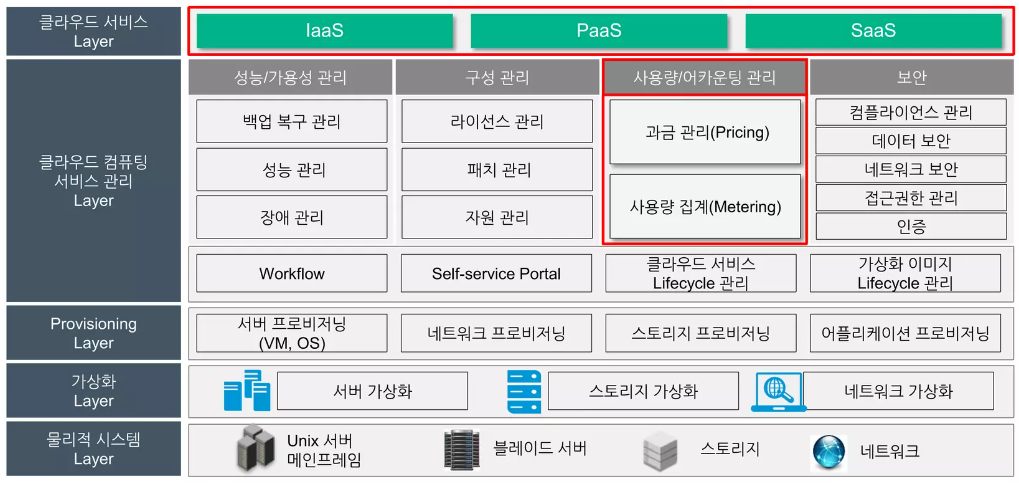 클라우드 서비스
Layer
IaaS
PaaS
SaaS
클라우드 컴퓨팅
서비스 관리
Layer
성능/가용성 관리
구성 관리
사용량/어카운팅 관리
보안
백업 복구 관리
성능 관리
장애 관리
라이선스 관리
패치 관리
자원 관리
과금 관리(Pricing)
사용량 집계(Metering)
컴플라이언스 관리
데이터 보안
네트워크 보안
접근권한 관리
인증
Workflow
Self-service Portal
클라우드 서비스
Lifecycle 관리
가상화 이미지
Lifecycle 관리
Provisioning
Layer
서버 프로비저닝
(VM, OS)
네트워크 프로비저닝
스토리지 프로비저닝
어플리케이션 프로비저닝
가상화
Layer
서버 가상화
스토리지 가상화
네트워크 가상화
물리적 시스템
Layer
Unix 서버
메인프레임
블레이드 서버
스토리지
네트워크